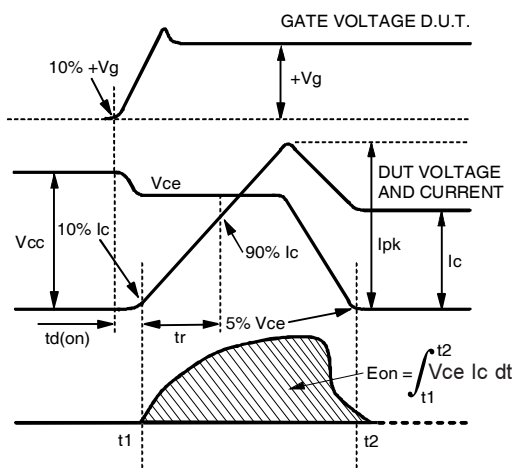 GATE VOLTAGE D.U.T.
10% +Vg
+Vg
Vce
DUT VOLTAGE
AND CURRENT
Vcc
10% Ic
90% Ic
Ipk
Ic
td(on)
tr
5% Vce
Eon = ∫ Vce Ic dt
t2
t1
t1
t2